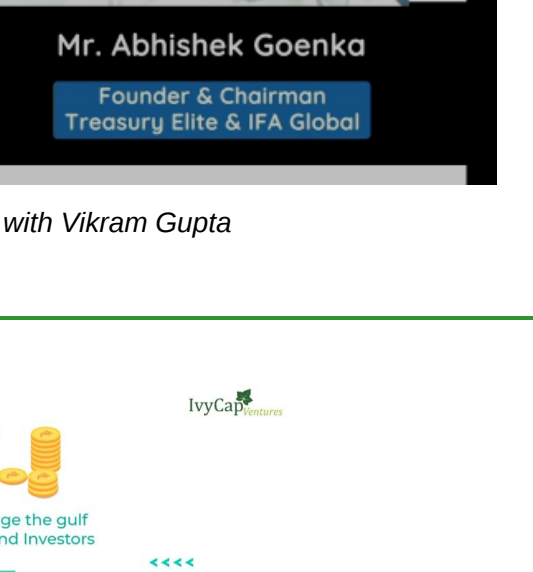 Mr. Abhishek Goenka
Founder & Chairman
Treasury Elite & IFA Global
with Vikram Gupta
IvyCap
Ventures
ge the gulf
nd Investors